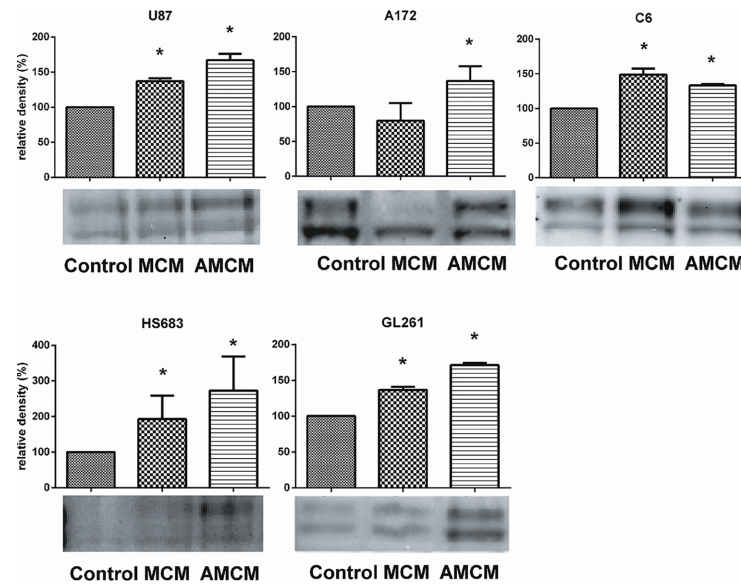 U87
relative density (%)
200
150
100
50
0
*
*
Control MCM AMCM
A172
200
150
100
50
0
*
Control MCM AMCM
C6
200
150
100
50
0
*
*
Control MCM AMCM
HS683
relative density (%)
400
300
200
100
0
*
*
Control MCM AMCM
GL261
200
150
100
50
0
*
*
Control MCM AMCM